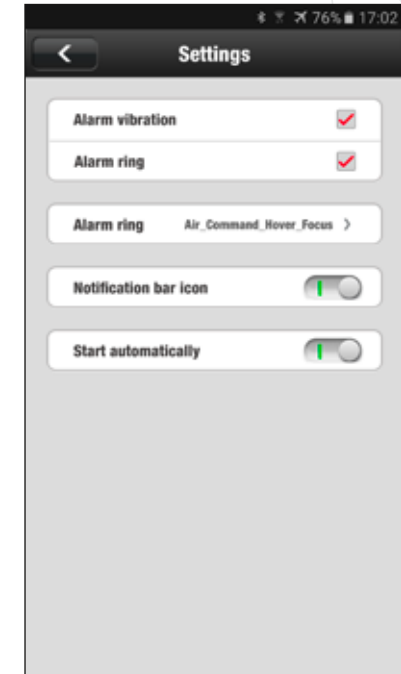 76% 17:02
Settings
Alarm vibration
Alarm ring
Alarm ring Air_Command_Hover_Focus >
Notification bar icon
Start automatically